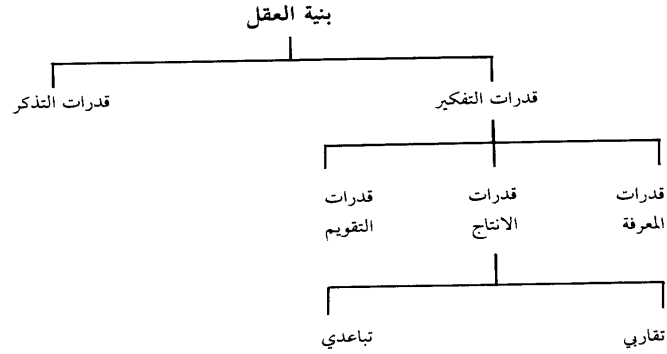 بنية العقل
قدرات التفكير
قدرات التذكر
قدرات
المعرفة
قدرات
الانتاج
قدرات
التقويم
تقاربي
تباعدي